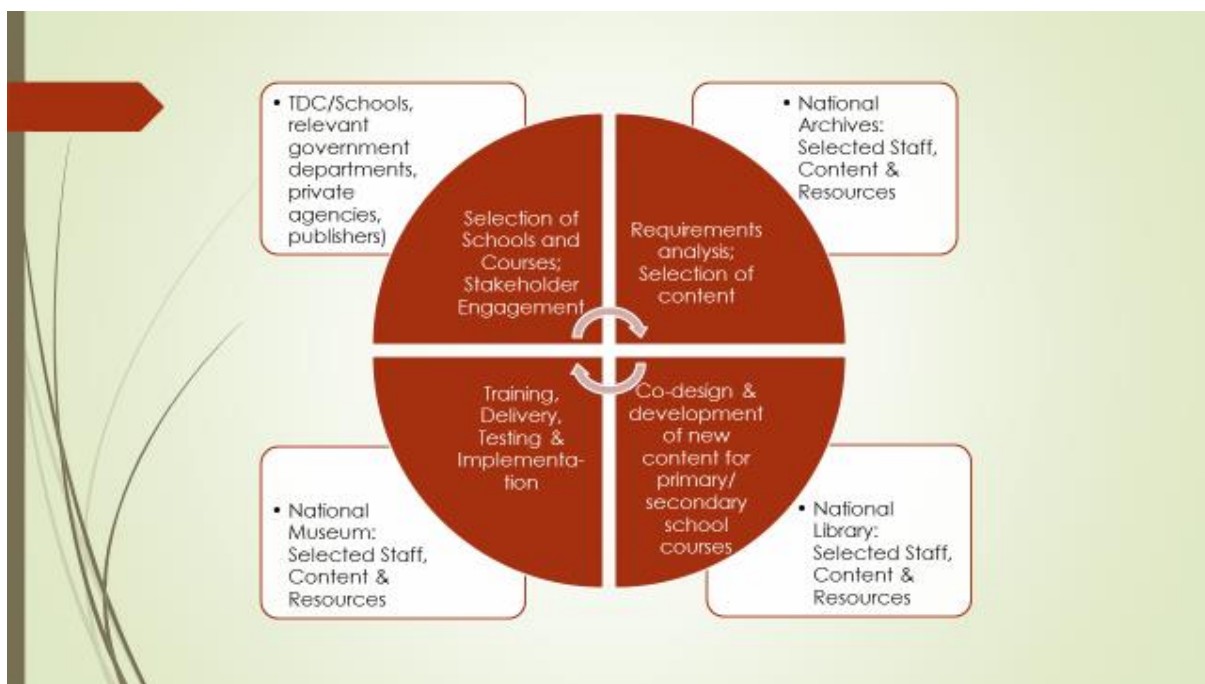 • TDC/Schools,
relevant
government
departments,
private
agencies,
publishers)
• National
Archives:
Selected Staff,
Content &
Resources
Selection of
Schools and
Courses;
Stakeholder
Engagement
Requirements
analysis;
Selection of
content
Training,
Delivery,
Testing &
Implementa-
tion
Co-design &
development
of new
content for
primary/
secondary
school
courses
• National
Museum:
Selected Staff,
Content &
Resources
• National
Library:
Selected Staff,
Content &
Resources